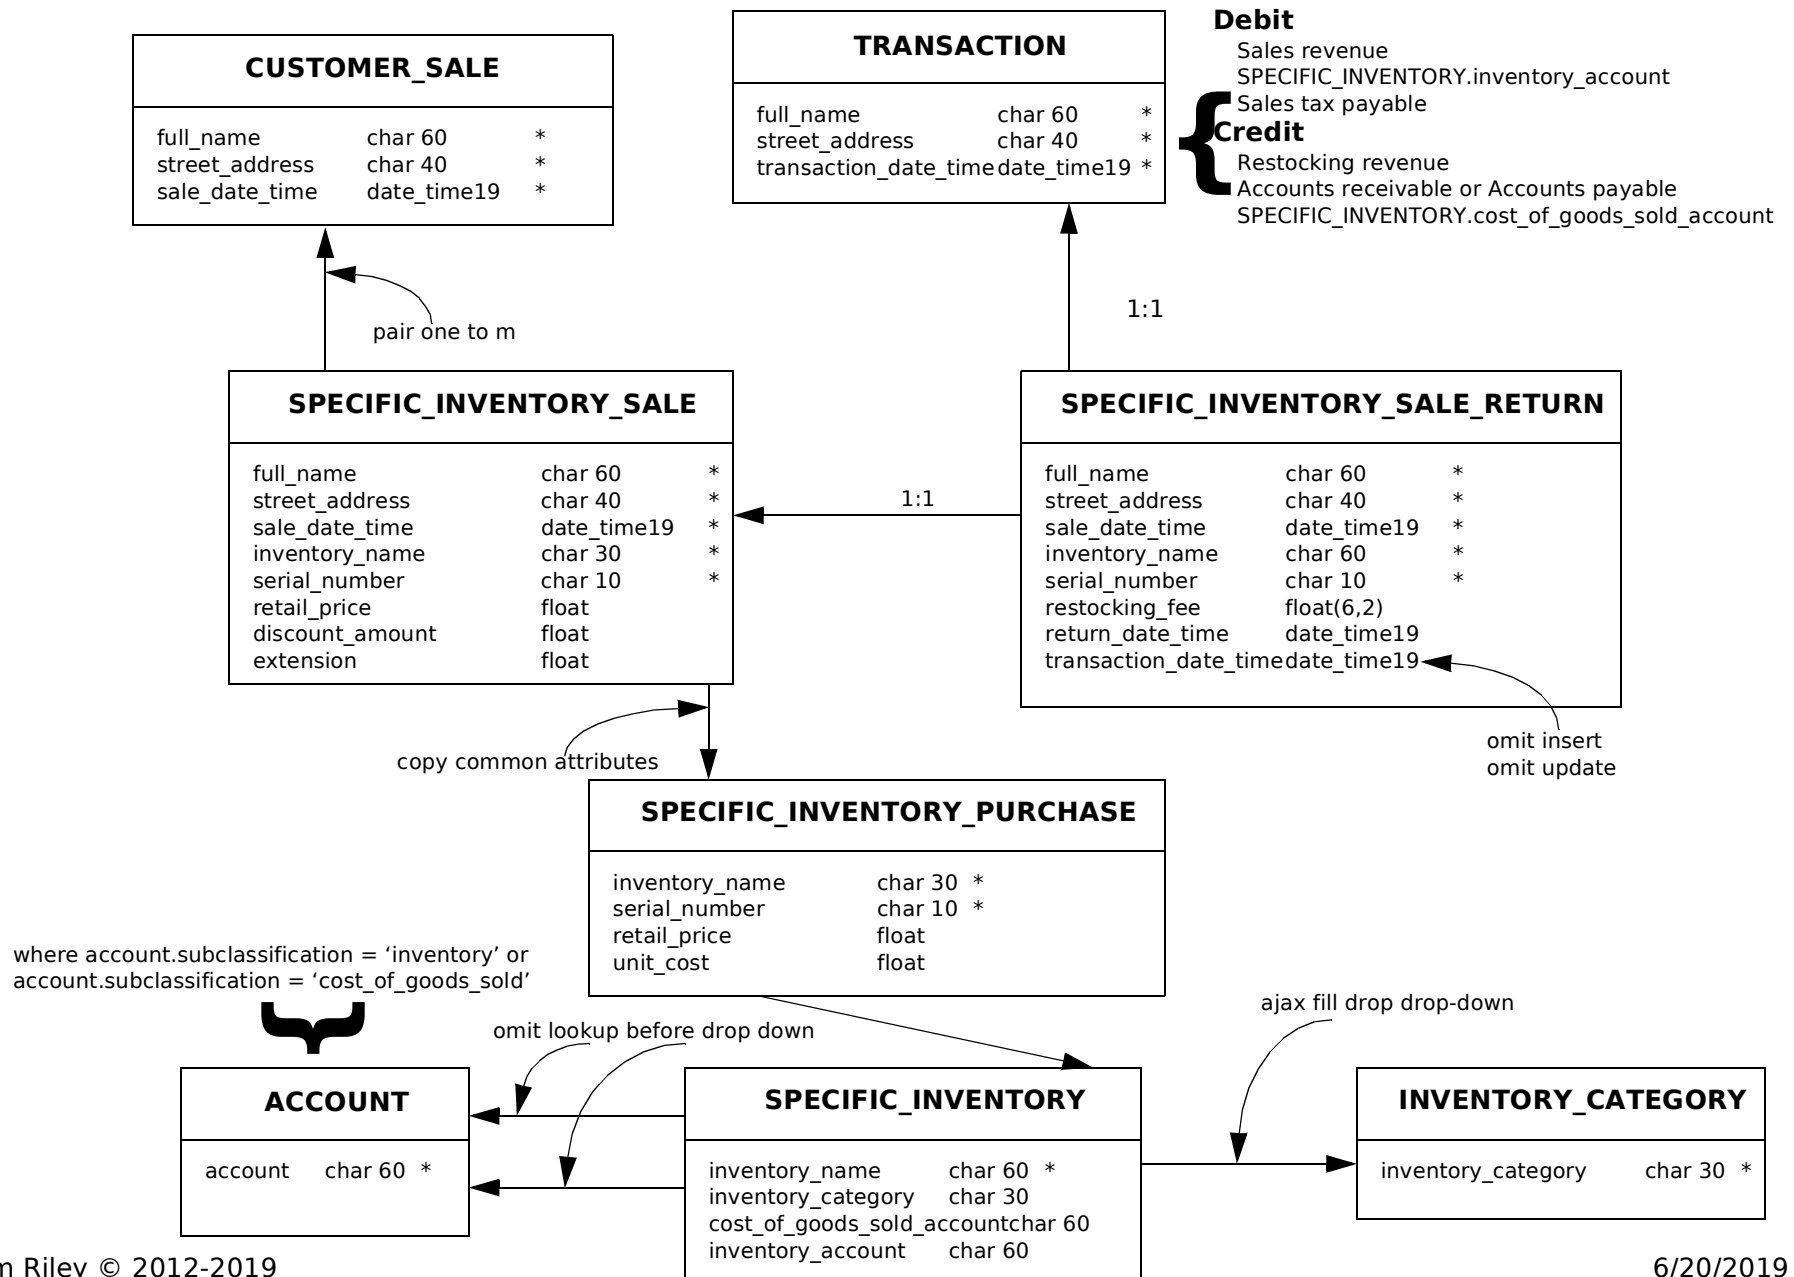 CUSTOMER_SALE
full_name char 60 *
street_address char 40 *
sale_date_time date_time19 *
TRANSACTION
full_name char 60 *
street_address char 40 *
transaction_date_time date_time19 *
Debit
Sales revenue
SPECIFIC_INVENTORY.inventory_account
Sales tax payable
Credit
Restocking revenue
Accounts receivable or Accounts payable
SPECIFIC_INVENTORY.cost_of_goods_sold_account
pair one to m
1:1
SPECIFIC_INVENTORY_SALE
full_name char 60 *
street_address char 40 *
sale_date_time date_time19 *
inventory_name char 30 *
serial_number char 10 *
retail_price float
discount_amount float
extension float
1:1
SPECIFIC_INVENTORY_SALE_RETURN
full_name char 60 *
street_address char 40 *
sale_date_time date_time19 *
inventory_name char 60 *
serial_number char 10 *
restocking_fee float(6,2)
return_date_time date_time19
transaction_date_time date_time19
omit insert
omit update
copy common attributes
SPECIFIC_INVENTORY_PURCHASE
inventory_name char 30 *
serial_number char 10 *
retail_price float
unit_cost float
where account.subclassification = ‘inventory’ or
account.subclassification = ‘cost_of_goods_sold’
omit lookup before drop down
ajax fill drop drop-down
ACCOUNT
account char 60 *
SPECIFIC_INVENTORY
inventory_name char 60 *
inventory_category char 30
cost_of_goods_sold_account char 60
inventory_account char 60
INVENTORY_CATEGORY
inventory_category char 30 *
Riley © 2012-2019
6/20/2019